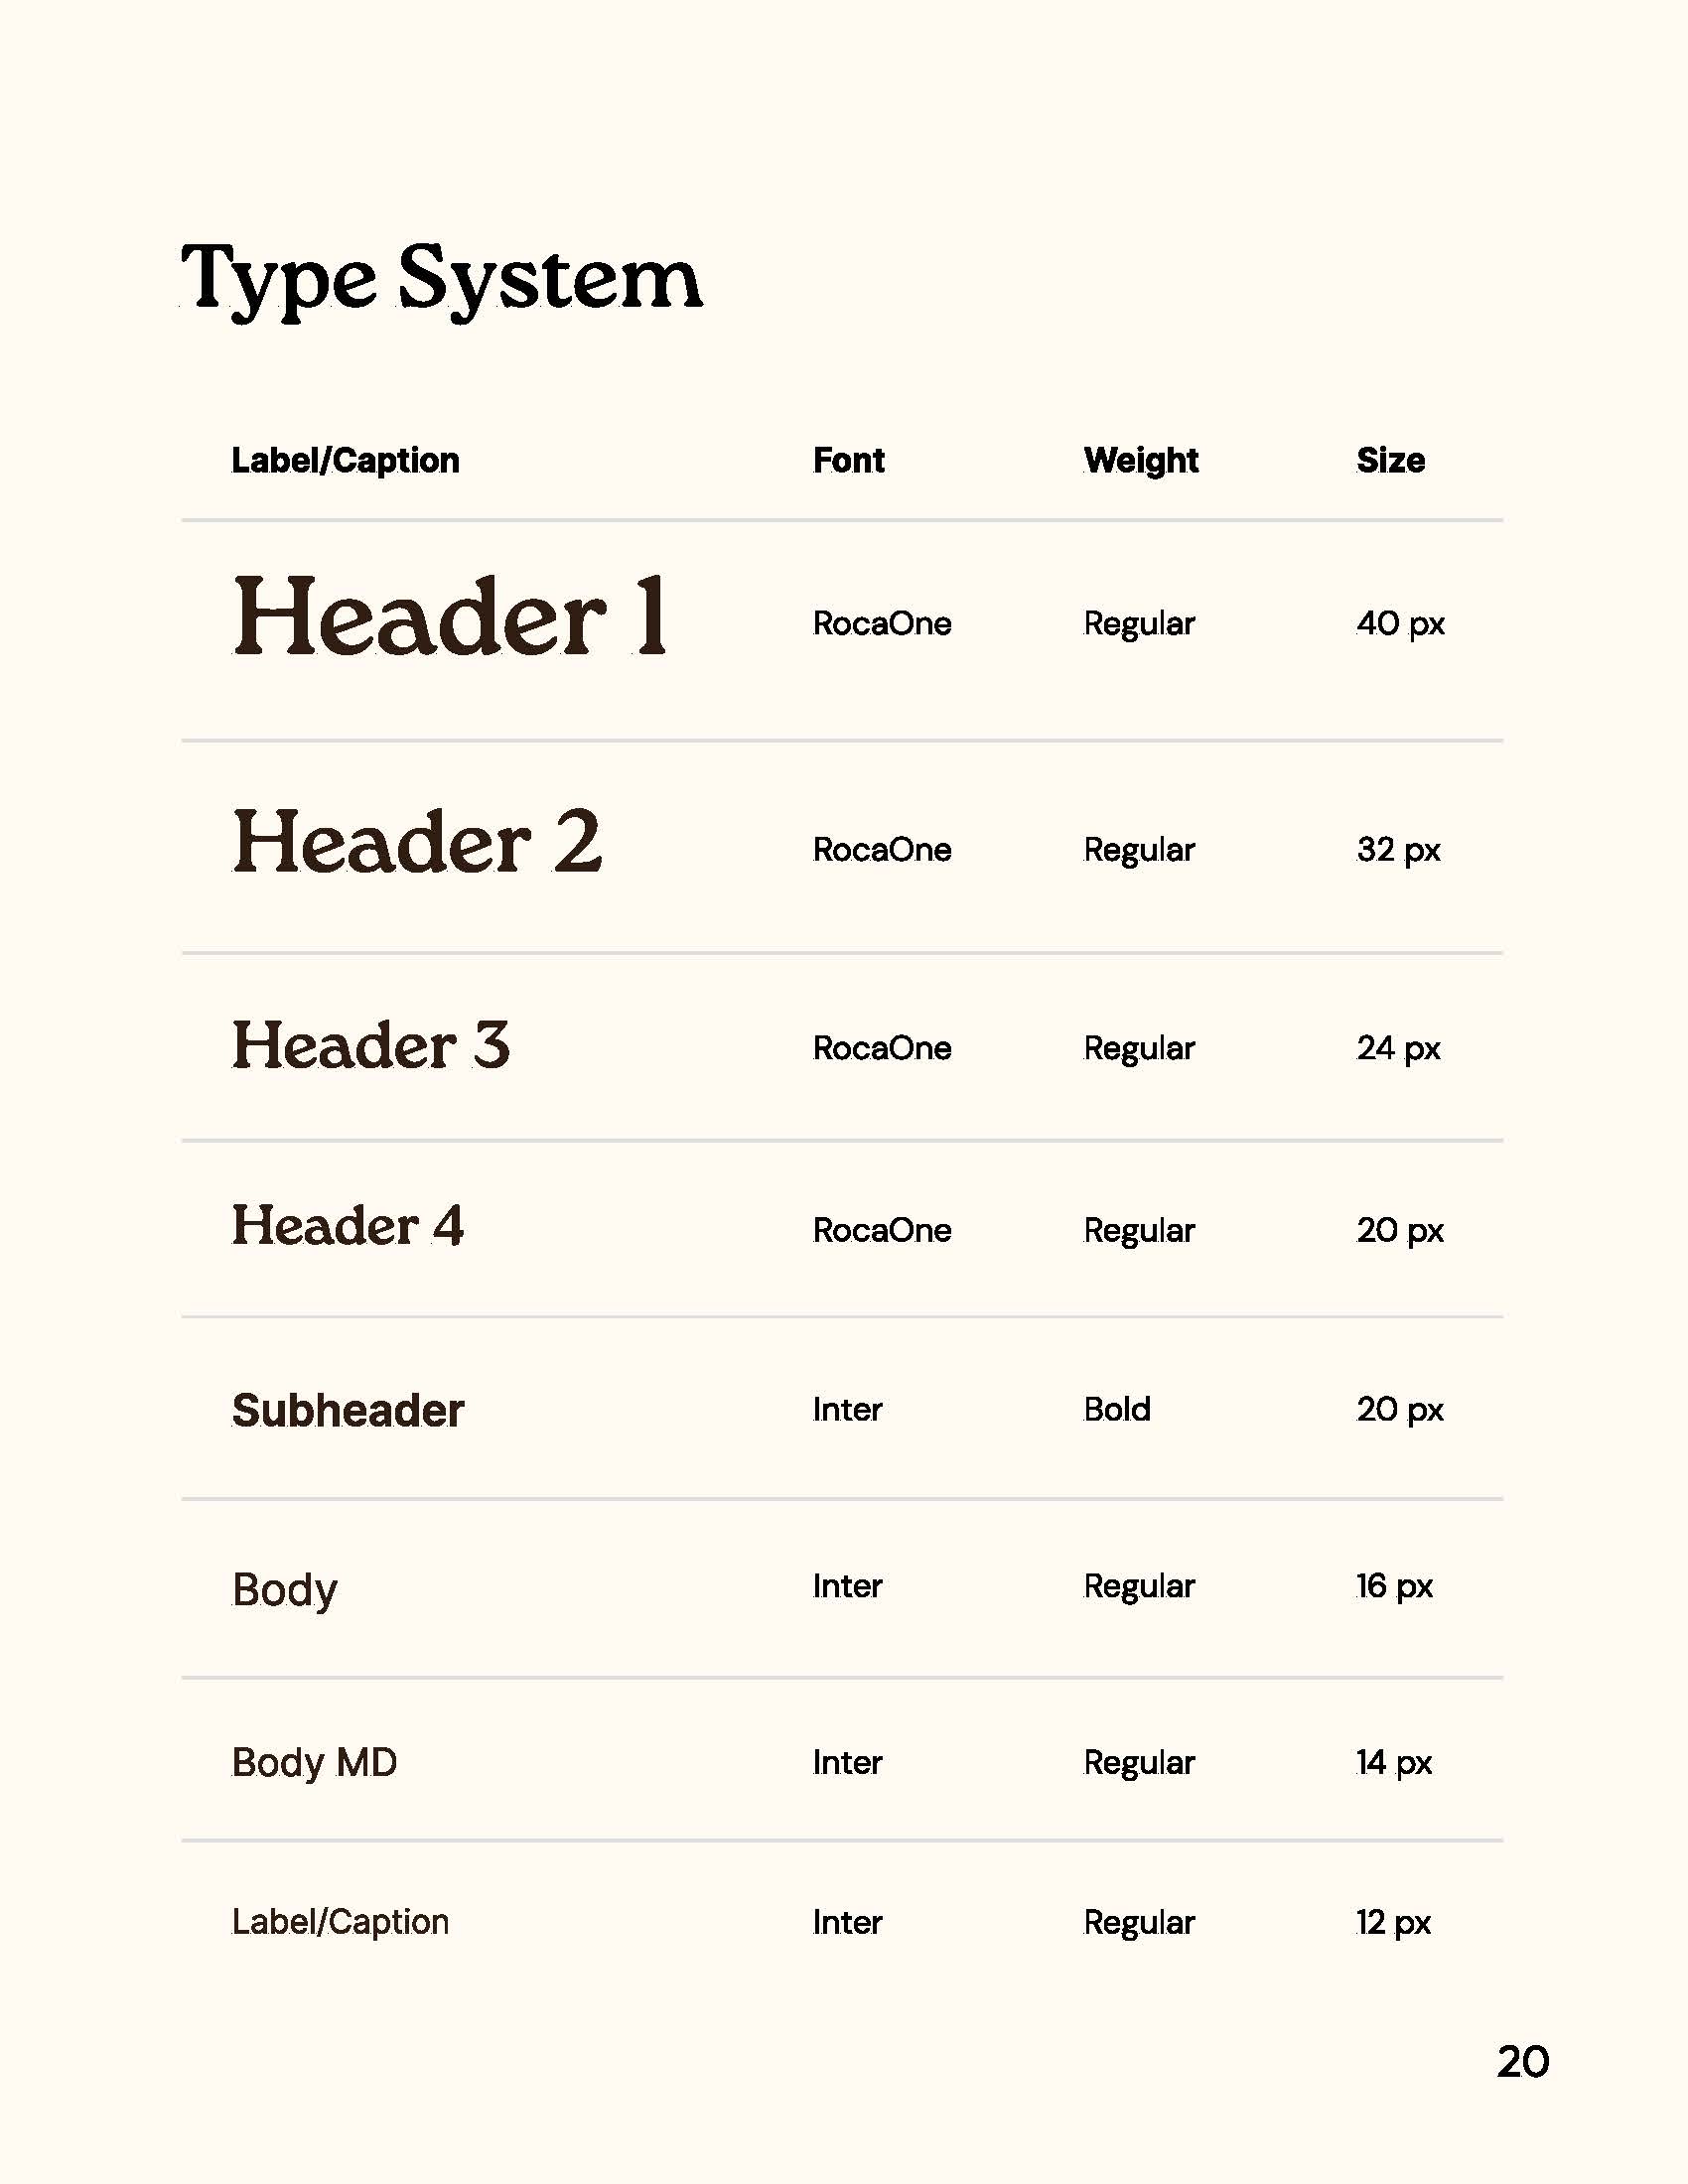 Type System
Label/Caption Font Weight Size
Header 1 RocaOne Regular 40 px
Header 2 RocaOne Regular 32 px
Header 3 RocaOne Regular 24 px
Header 4 RocaOne Regular 20 px
Subheader Inter Bold 20 px
Body Inter Regular 16 px
Body MD Inter Regular 14 px
Label/Caption Inter Regular 12 px
20